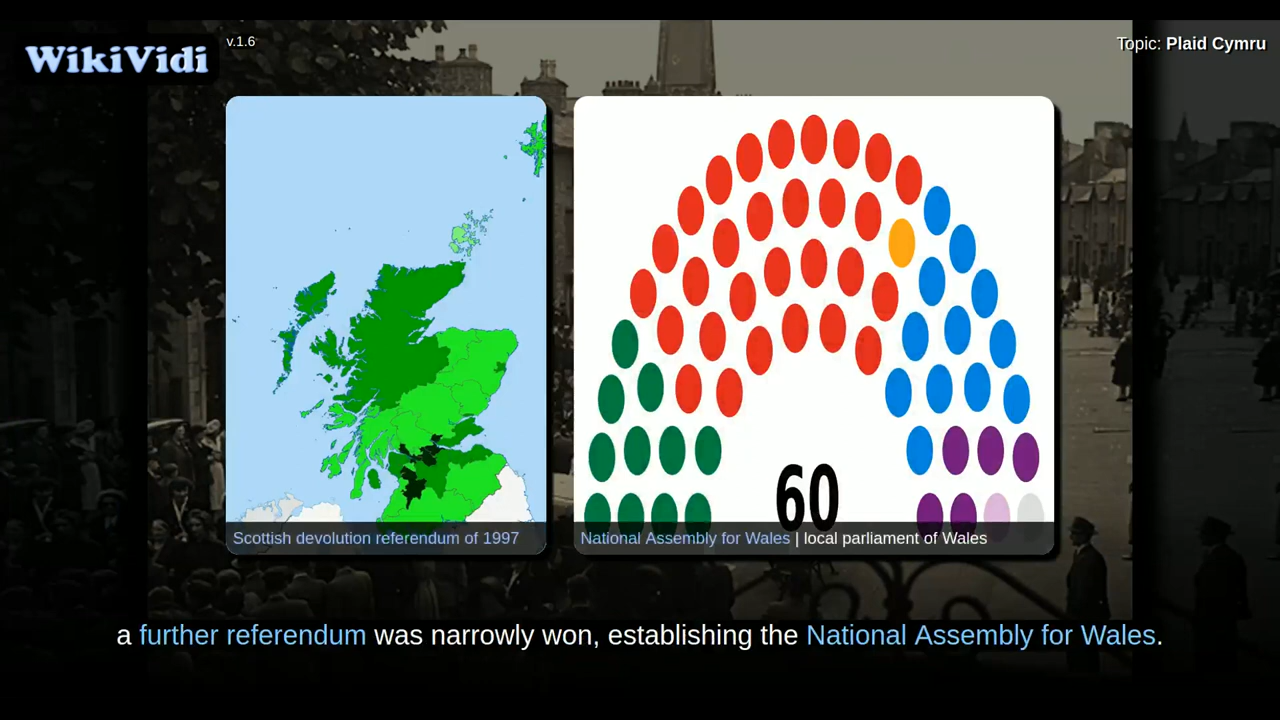 WikiVidi
v.1.6
Topic: Plaid Cymru
60
Scottish devolution referendum of 1997
National Assembly for Wales | local parliament of Wales
a further referendum was narrowly won, establishing the National Assembly for Wales.